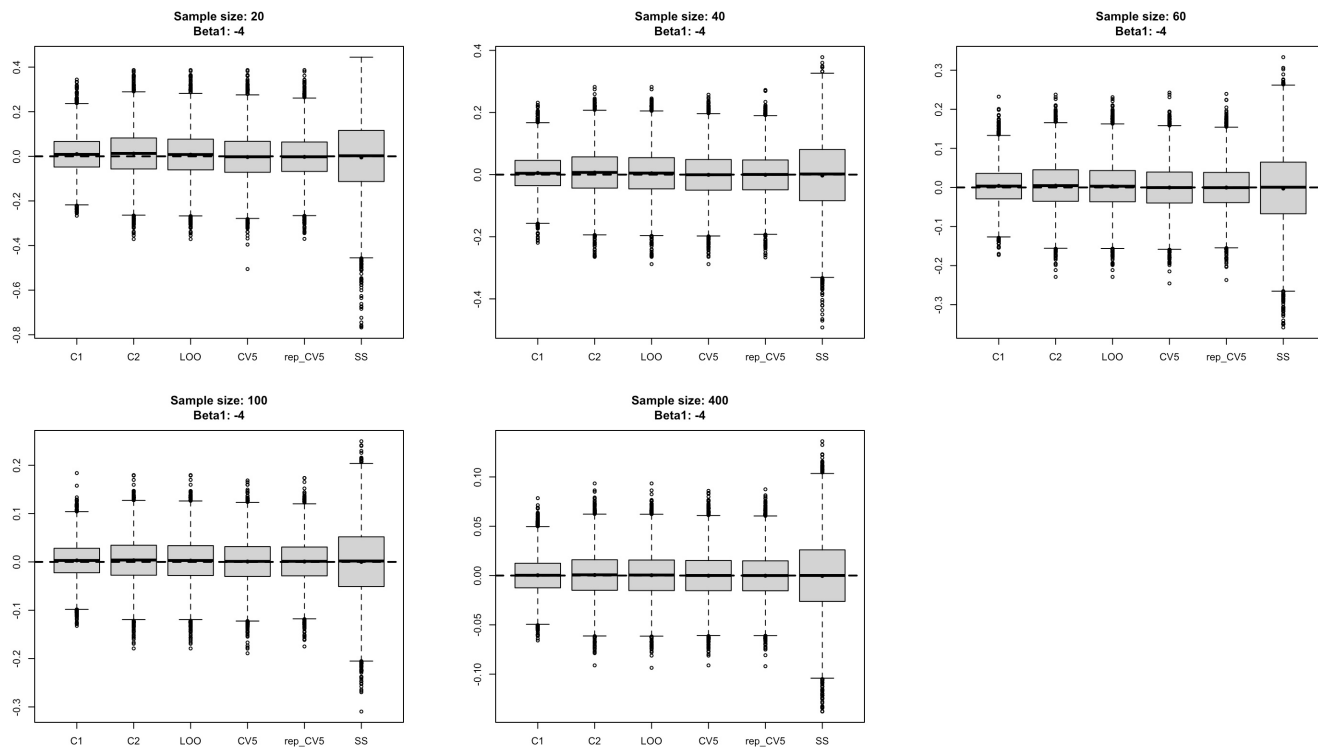 Sample size: 20
Beta1: -4
0.4
0.2
0.0
-0.2
-0.4
-0.6
-0.8
C1 C2 LOO CV5 rep_CV5 SS
Sample size: 40
Beta1: -4
0.4
0.2
0.0
-0.2
-0.4
C1 C2 LOO CV5 rep_CV5 SS
Sample size: 60
Beta1: -4
0.3
0.2
0.1
0.0
-0.1
-0.2
-0.3
C1 C2 LOO CV5 rep_CV5 SS
Sample size: 100
Beta1: -4
0.2
0.1
0.0
-0.1
-0.2
-0.3
C1 C2 LOO CV5 rep_CV5 SS
Sample size: 400
Beta1: -4
0.10
0.05
0.00
-0.05
-0.10
C1 C2 LOO CV5 rep_CV5 SS